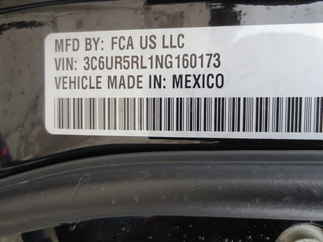 MFD BY: FCA US LLC
VIN: 3C6UR5RL1NG160173
VEHICLE MADE IN: MEXICO